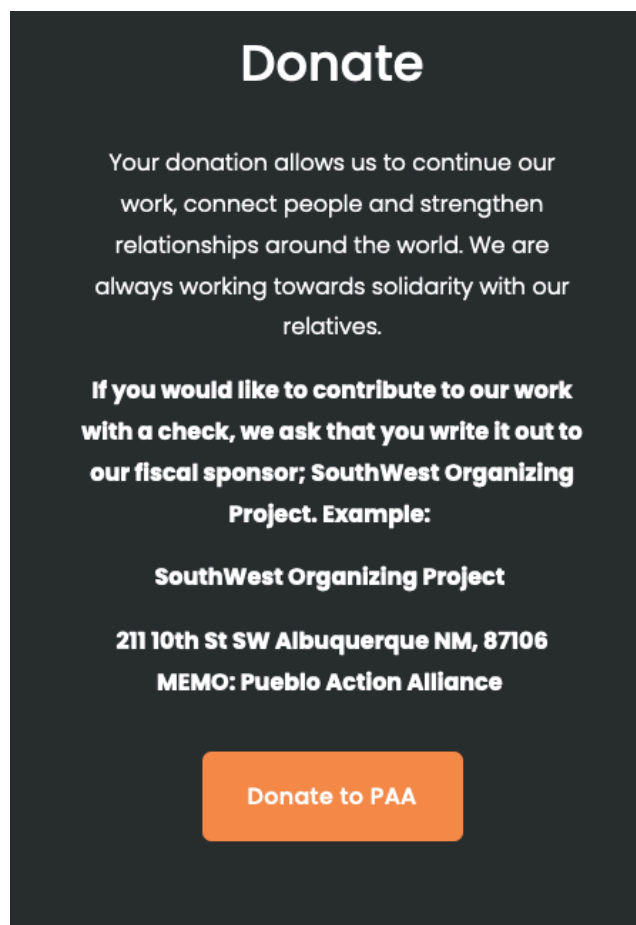 Donate
Your donation allows us to continue our
work, connect people and strengthen
relationships around the world. We are
always working towards solidarity with our
relatives.
If you would like to contribute to our work
with a check, we ask that you write it out to
our fiscal sponsor; SouthWest Organizing
Project. Example:
SouthWest Organizing Project
211 10th St SW Albuquerque NM, 87106
MEMO: Pueblo Action Alliance
Donate to PAA